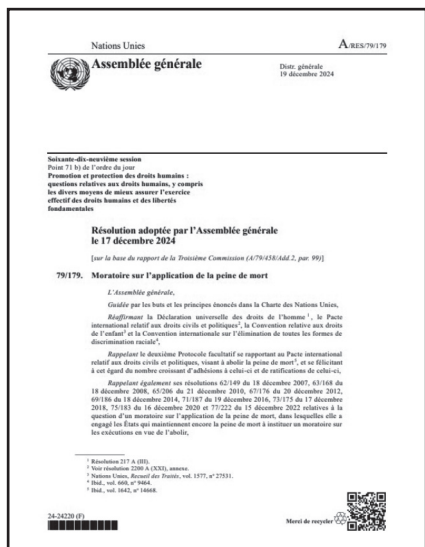 Nations Unies
A/RES/79/179
Assemblée générale
Distr. générale
19 décembre 2024
Soixante-dix-neuvième session
Point 71 b) de l'ordre du jour
Promotion et protection des droits humains :
questions relatives aux droits humains, y compris
les divers moyens de mieux assurer l'exercice
effectif des droits humains et des libertés
fondamentales
Résolution adoptée par l'Assemblée générale
le 17 décembre 2024
[sur la base du rapport de la Troisième Commission (A/79/458/Add.2, par. 99)]
79/179. Moratoire sur l'application de la peine de mort
L'Assemblée générale,
Guidée par les buts et les principes énoncés dans la Charte des Nations Unies,
Réaffirmant la Déclaration universelle des droits de l'homme¹, le Pacte
international relatif aux droits civils et politiques², la Convention relative aux droits
de l'enfant³ et la Convention internationale sur l'élimination de toutes les formes
de discrimination raciale⁴,
Rappelant le deuxième Protocole facultatif se rapportant au Pacte international
relatif aux droits civils et politiques, visant à abolir la peine de mort⁵, et se félicitant
à cet égard du nombre croissant d'adhésions à celui-ci et de ratifications de celui-ci,
Rappelant également ses résolutions 62/149 du 18 décembre 2007, 63/168 du
18 décembre 2008, 65/206 du 21 décembre 2010, 67/176 du 20 décembre 2012,
69/186 du 18 décembre 2014, 71/187 du 19 décembre 2016, 73/175 du 17 décembre
2018, 75/183 du 16 décembre 2020 et 77/222 du 15 décembre 2022 relatives à la
question d'un moratoire sur l'application de la peine de mort, dans lesquelles elle a
engagé les États qui maintiennent encore la peine de mort à instituer un moratoire sur
les exécutions en vue de l'abolir,
¹ Résolution 217 A (III).
² Voir résolution 2200 A (XXI), annexe.
³ Nations Unies, Recueil des Traités, vol. 1577, nº 27531.
⁴ Ibid., vol. 660, nº 9464.
⁵ Ibid., vol. 1642, nº 14668.
24-24220 (F)
Merci de recycler